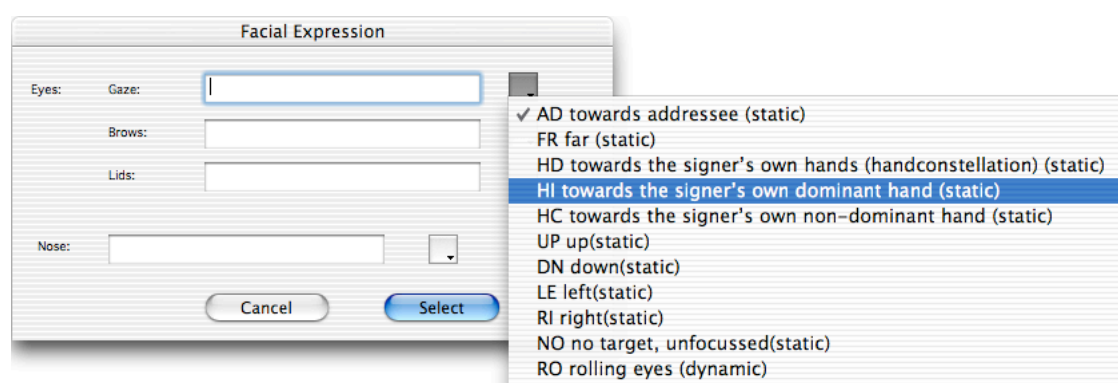 Facial Expression
Eyes: Gaze:
Brows:
Lids:
Nose:
Cancel Select
✓ AD towards addressee (static)
FR far (static)
HD towards the signer's own hands (handconstellation) (static)
HI towards the signer's own dominant hand (static)
HC towards the signer's own non-dominant hand (static)
UP up(static)
DN down(static)
LE left(static)
RI right(static)
NO no target, unfocussed(static)
RO rolling eyes (dynamic)